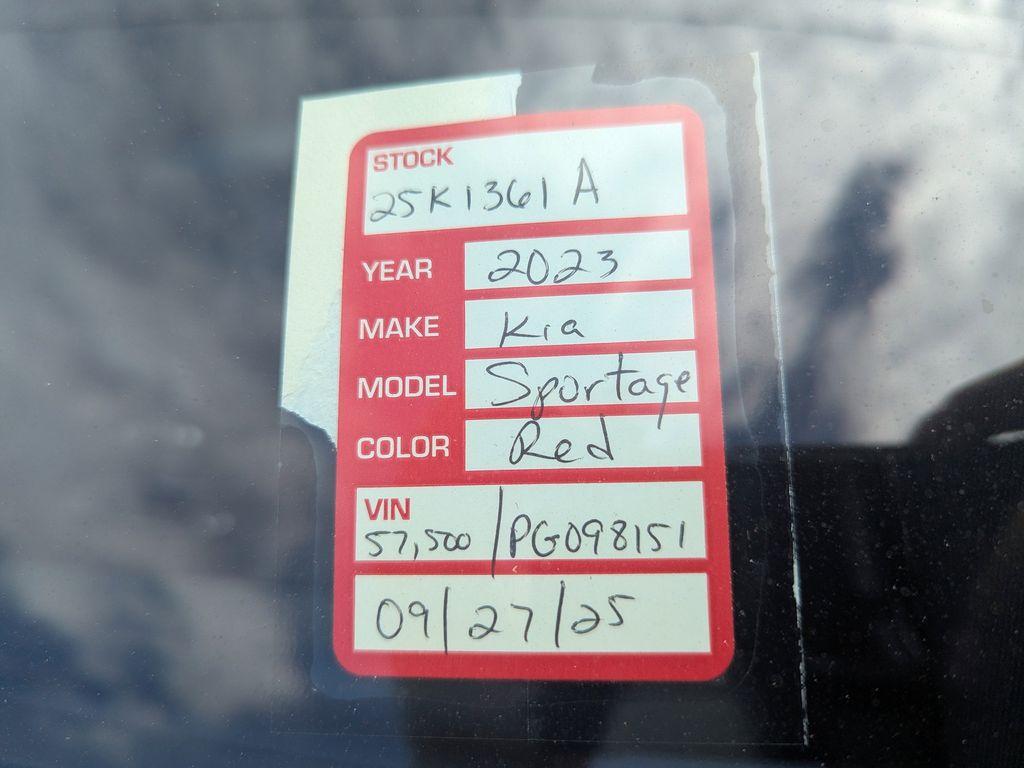 STOCK
25K1361 A
YEAR 2023
MAKE Kia
MODEL Sportage
COLOR Red
VIN
57,500 / PG098151
09/27/25